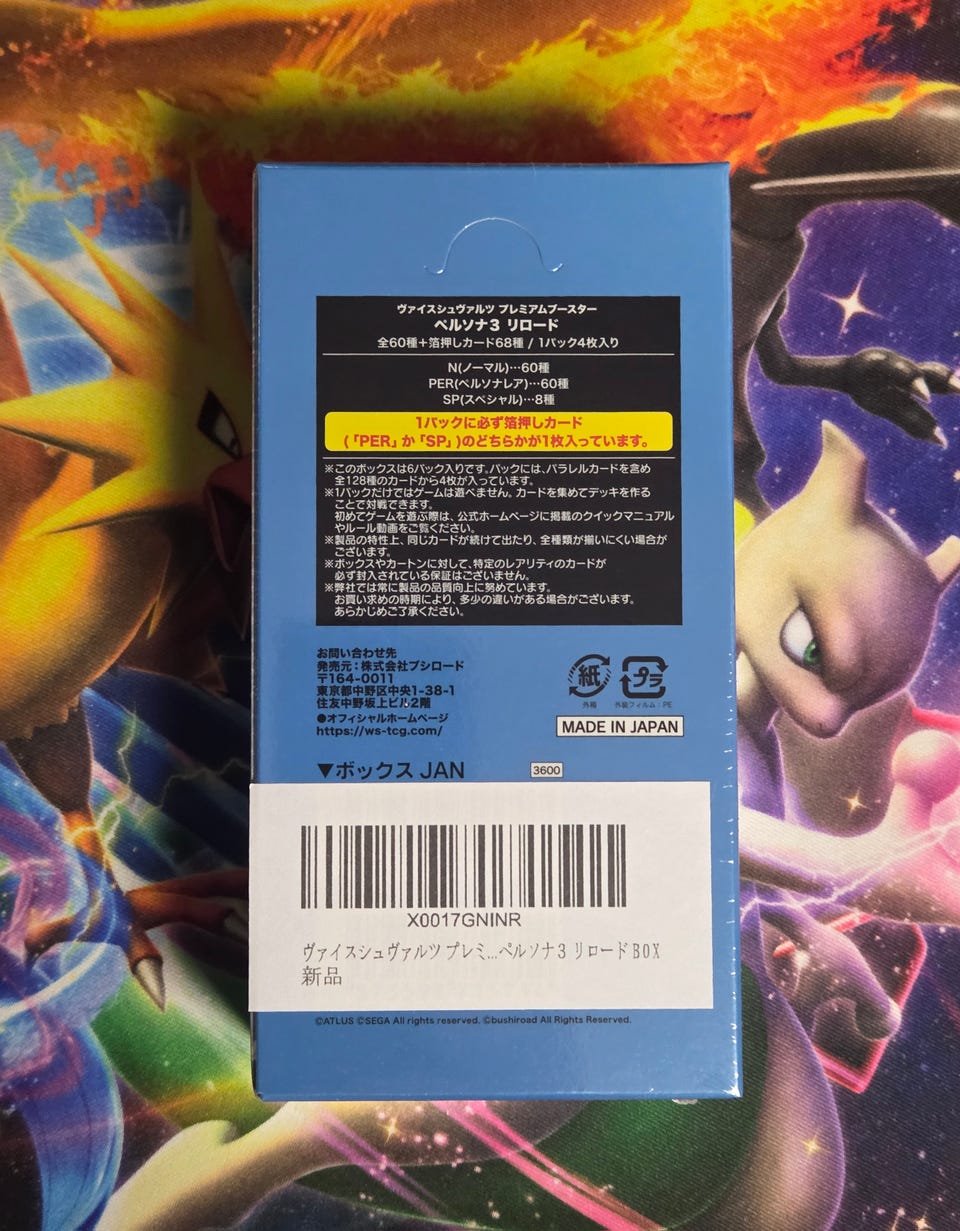 ヴァイスシュヴァルツ プレミアムブースター
ペルソナ3 リロード
全60種+箔押しカード68種 / 1パック4枚入り
N(ノーマル)…60種
PER(ペルソナレア)…60種
SP(スペシャル)…8種
1パックに必ず箔押しカード
(「PER」か「SP」)のどちらかが1枚入っています。
※このボックスは6パック入りです。パックには、パラレルカードを含め
全128種のカードから4枚が入っています。
※1パックだけではゲームは遊べません。カードを集めてデッキを作る
ことで対戦できます。
初めてゲームを遊ぶ際は、公式ホームページに掲載のクイックマニュアル
やルール動画をご覧ください。
※製品の特性上、同じカードが続けて出たり、全種類が揃いにくい場合が
ございます。
※ボックスやカートンに対して、特定のレアリティのカードが
必ず封入されている保証はございません。
※弊社では常に製品の品質向上に努めています。
お買い求めの時期により、多少の違いがある場合がございます。
あらかじめご了承ください。
お問い合わせ先
発売元：株式会社ブシロード
〒164-0011
東京都中野区中央1-38-1
住友中野坂上ビル2階
●オフィシャルホームページ
https://ws-tcg.com/
紙 プラ
外箱 外装フィルム：PE
MADE IN JAPAN
▼ボックス JAN 3600
X0017GNINR
ヴァイスシュヴァルツ プレミ...ペルソナ3 リロード BOX
新品
©ATLUS ©SEGA All rights reserved. ©bushiroad All Rights Reserved.